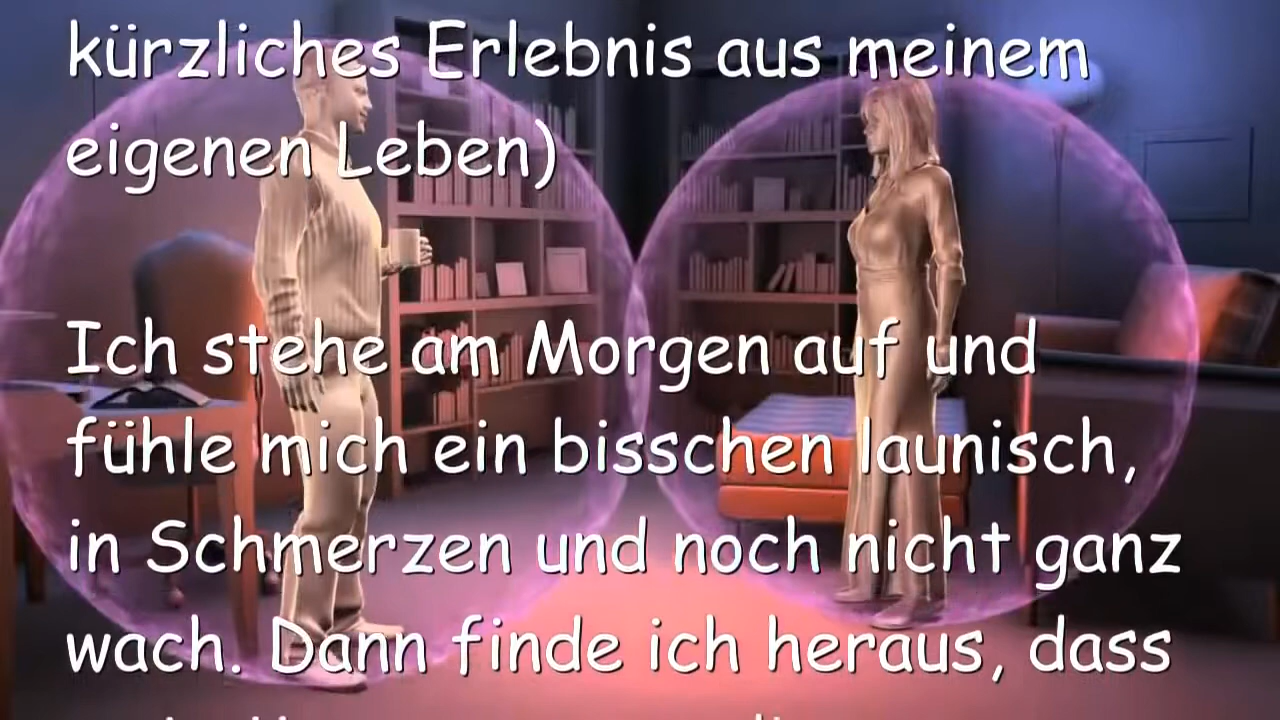 kürzliches Erlebnis aus meinem
eigenen Leben)
Ich stehe am Morgen auf und
fühle mich ein bisschen launisch,
in Schmerzen und noch nicht ganz
wach. Dann finde ich heraus, dass